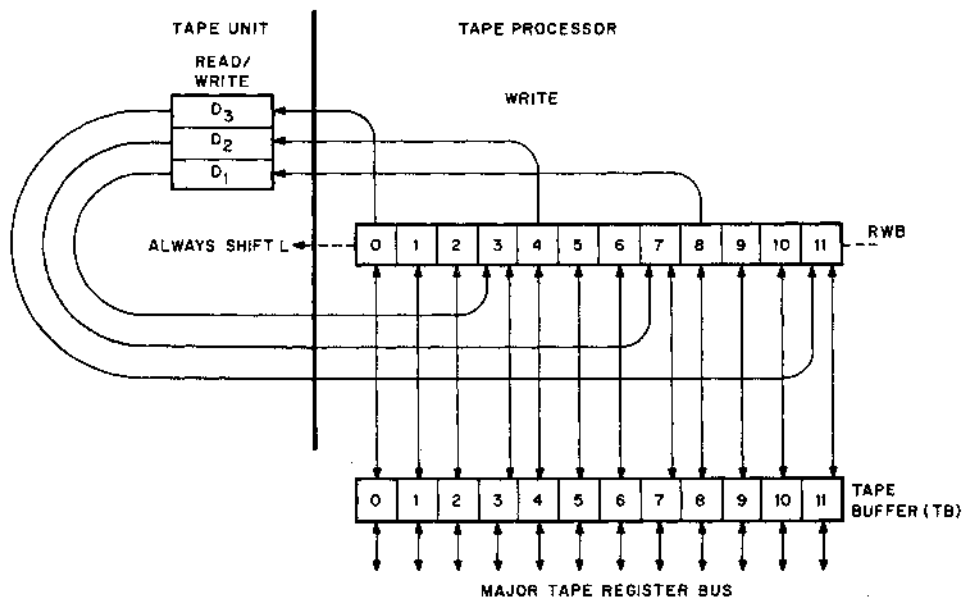 TAPE UNIT
TAPE PROCESSOR
READ/
WRITE
WRITE
D3
D2
D1
ALWAYS SHIFT L
0 1 2 3 4 5 6 7 8 9 10 11
RWB
0 1 2 3 4 5 6 7 8 9 10 11
TAPE
BUFFER (TB)
MAJOR TAPE REGISTER BUS